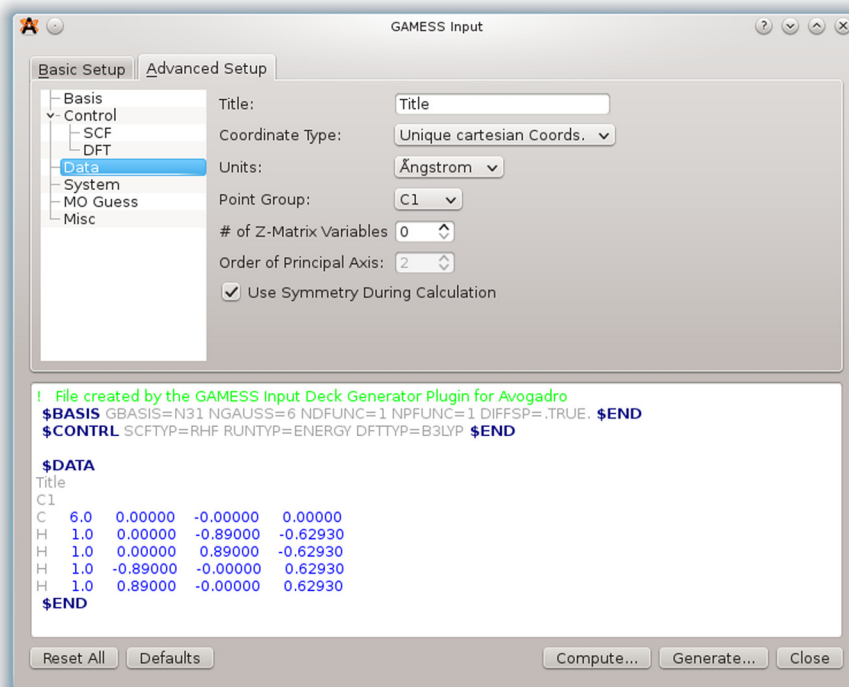 GAMESS Input
Basic Setup Advanced Setup
Basis
Control
SCF
DFT
Data
System
MO Guess
Misc
Title: Title
Coordinate Type: Unique cartesian Coords.
Units: Ångstrom
Point Group: C1
# of Z-Matrix Variables 0
Order of Principal Axis: 2
Use Symmetry During Calculation
! File created by the GAMESS Input Deck Generator Plugin for Avogadro
$BASIS GBASIS=N31 NGAUSS=6 NDFUNC=1 NPFUNC=1 DIFFSP=.TRUE. $END
$CONTRL SCFTYP=RHF RUNTYP=ENERGY DFTTYP=B3LYP $END
$DATA
Title
C1
C 6.0 0.00000 -0.00000 0.00000
H 1.0 0.00000 -0.89000 -0.62930
H 1.0 0.00000 0.89000 -0.62930
H 1.0 -0.89000 -0.00000 0.62930
H 1.0 0.89000 -0.00000 0.62930
$END
Reset All Defaults Compute... Generate... Close